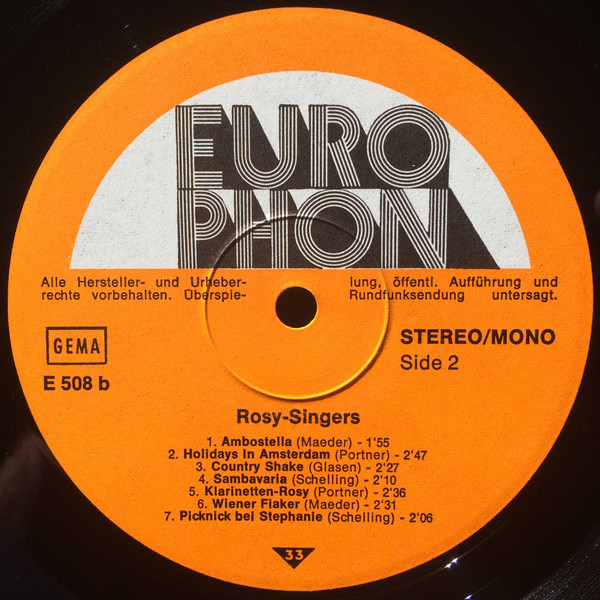 EURO
PHON
Alle Hersteller- und Urheber-
rechte vorbehalten. Überspie-
lung, öffentl. Aufführung und
Rundfunksendung untersagt.
GEMA
E 508 b
STEREO/MONO
Side 2
Rosy-Singers
1. Ambostella (Maeder) - 1'55
2. Holidays In Amsterdam (Portner) - 2'47
3. Country Shake (Glasen) - 2'27
4. Sambavaria (Schelling) - 2'10
5. Klarinetten-Rosy (Portner) - 2'36
6. Wiener Fiaker (Maeder) - 2'31
7. Picknick bei Stephanie (Schelling) - 2'06
33